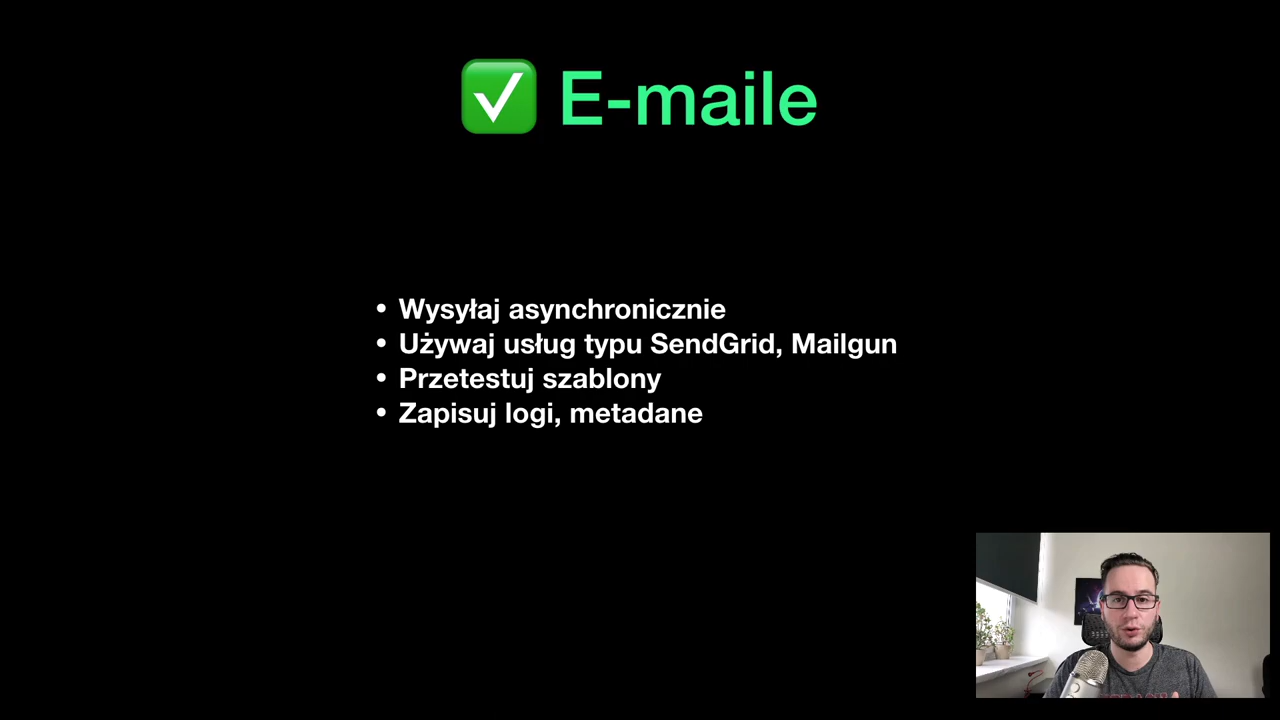 ✅ E-maile
• Wysyłaj asynchronicznie
• Używaj usług typu SendGrid, Mailgun
• Przetestuj szablony
• Zapisuj logi, metadane